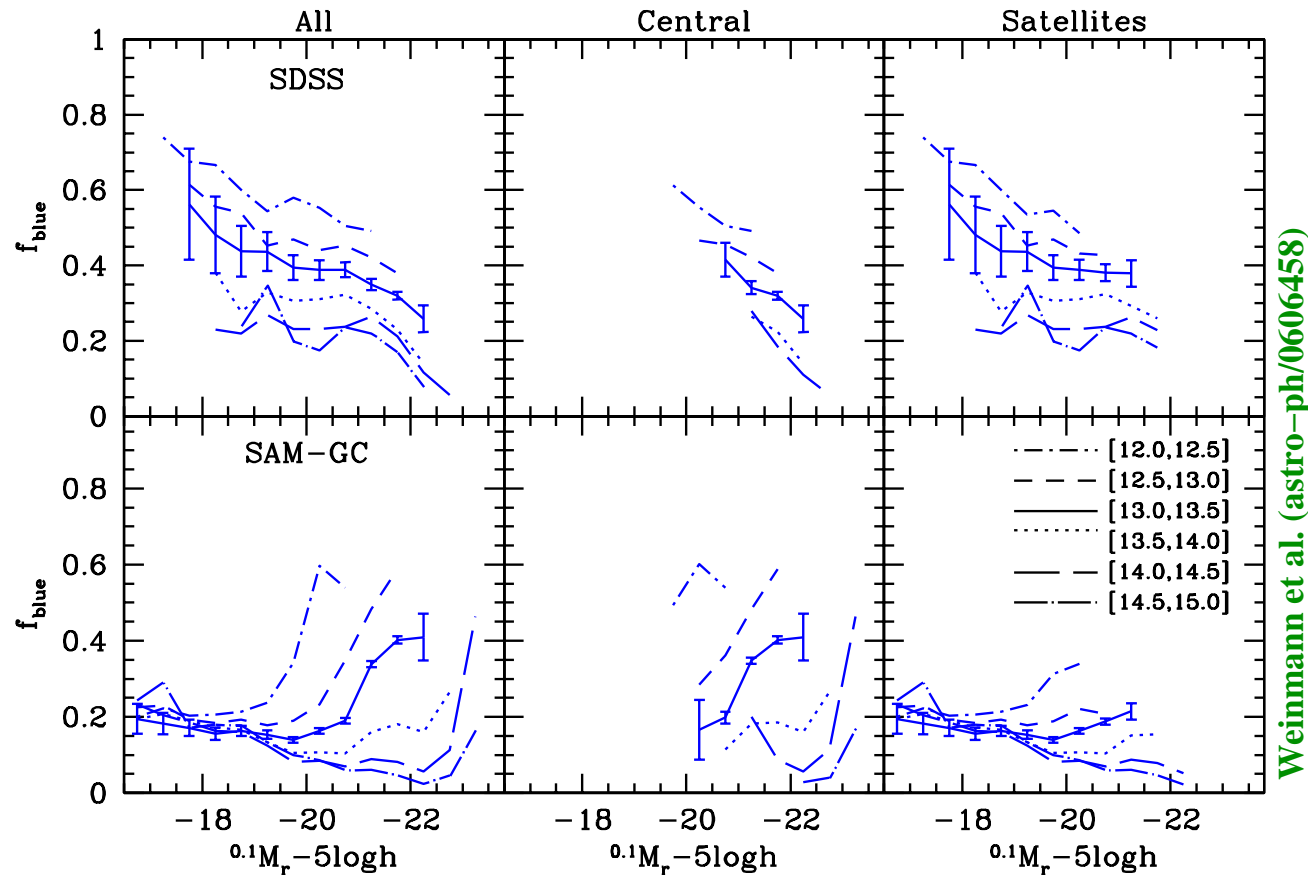 All Central Satellites
SDSS
1
0.8
0.6
0.4
0.2
0
f_blue
SAM-GC
0.8
0.6
0.4
0.2
0
f_blue
[12.0,12.5]
[12.5,13.0]
[13.0,13.5]
[13.5,14.0]
[14.0,14.5]
[14.5,15.0]
−18 −20 −22 −18 −20 −22 −18 −20 −22
0.1M_r−5logh 0.1M_r−5logh 0.1M_r−5logh
Weinmann et al. (astro−ph/0606458)